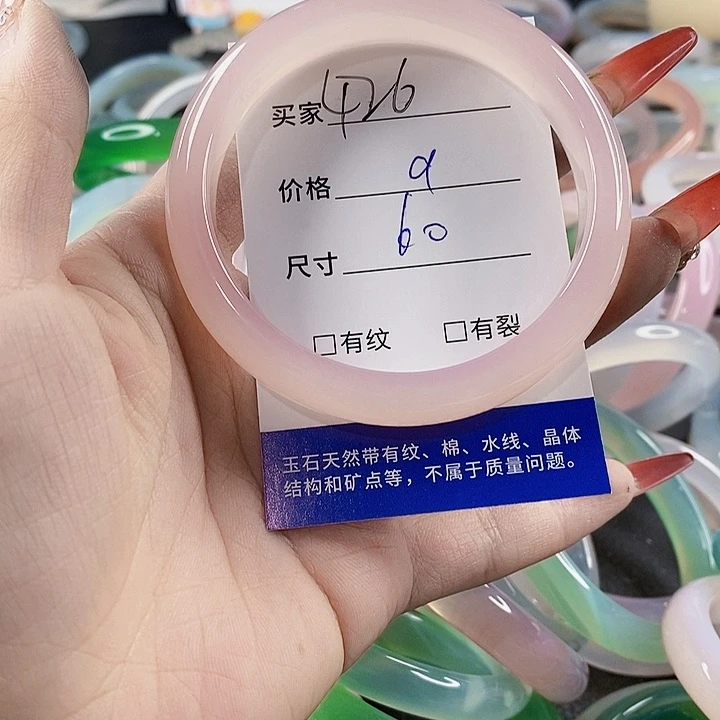 买家 426
价格 9
尺寸 60
□有纹 □有裂
玉石天然带有纹、棉、水线、晶体
结构和矿点等，不属于质量问题。